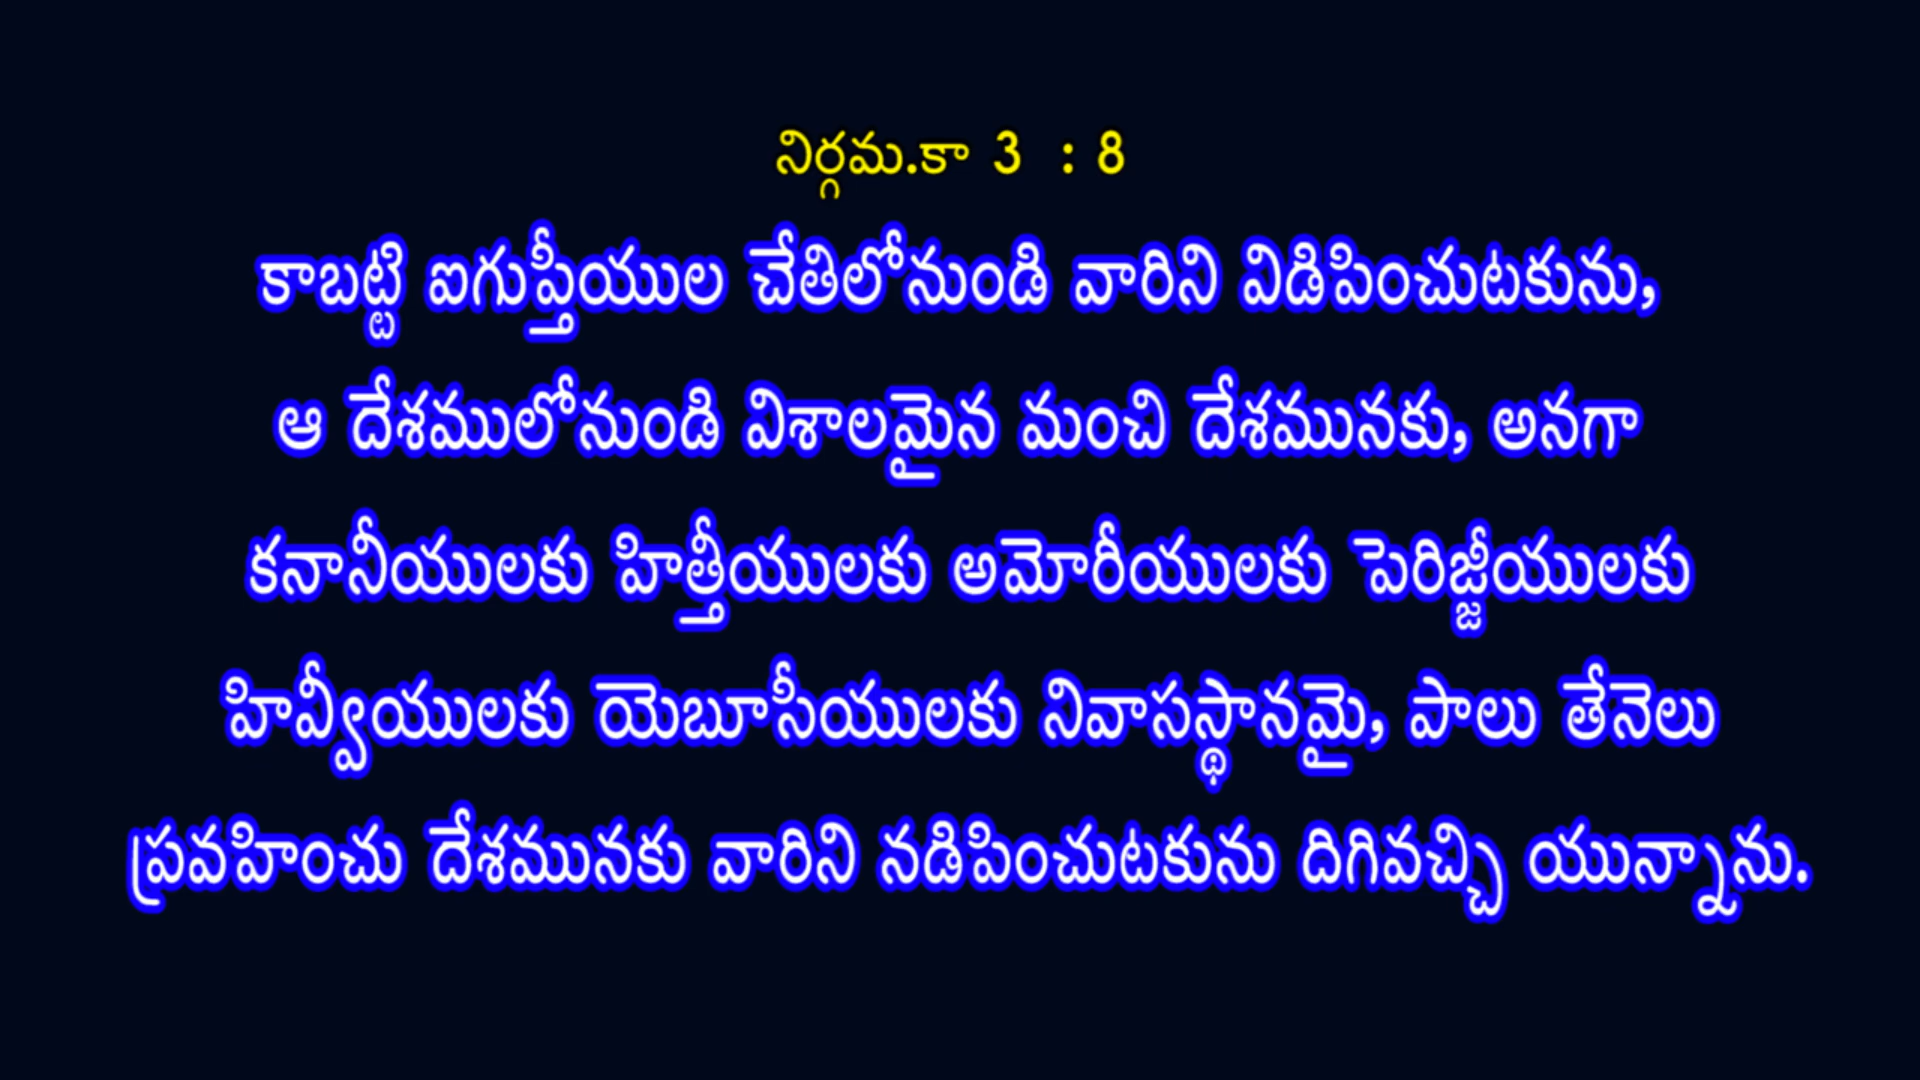 నిర్గమ.కా 3 : 8
కాబట్టి ఐగుప్తీయుల చేతిలోనుండి వారిని విడిపించుటకును,
ఆ దేశములోనుండి విశాలమైన మంచి దేశమునకు, అనగా
కనానీయులకు హిత్తీయులకు అమోరీయులకు పెరిజ్జీయులకు
హివ్వీయులకు యెబూసీయులకు నివాసస్థానమై, పాలు తేనెలు
ప్రవహించు దేశమునకు వారిని నడిపించుటకును దిగివచ్చి యున్నాను.